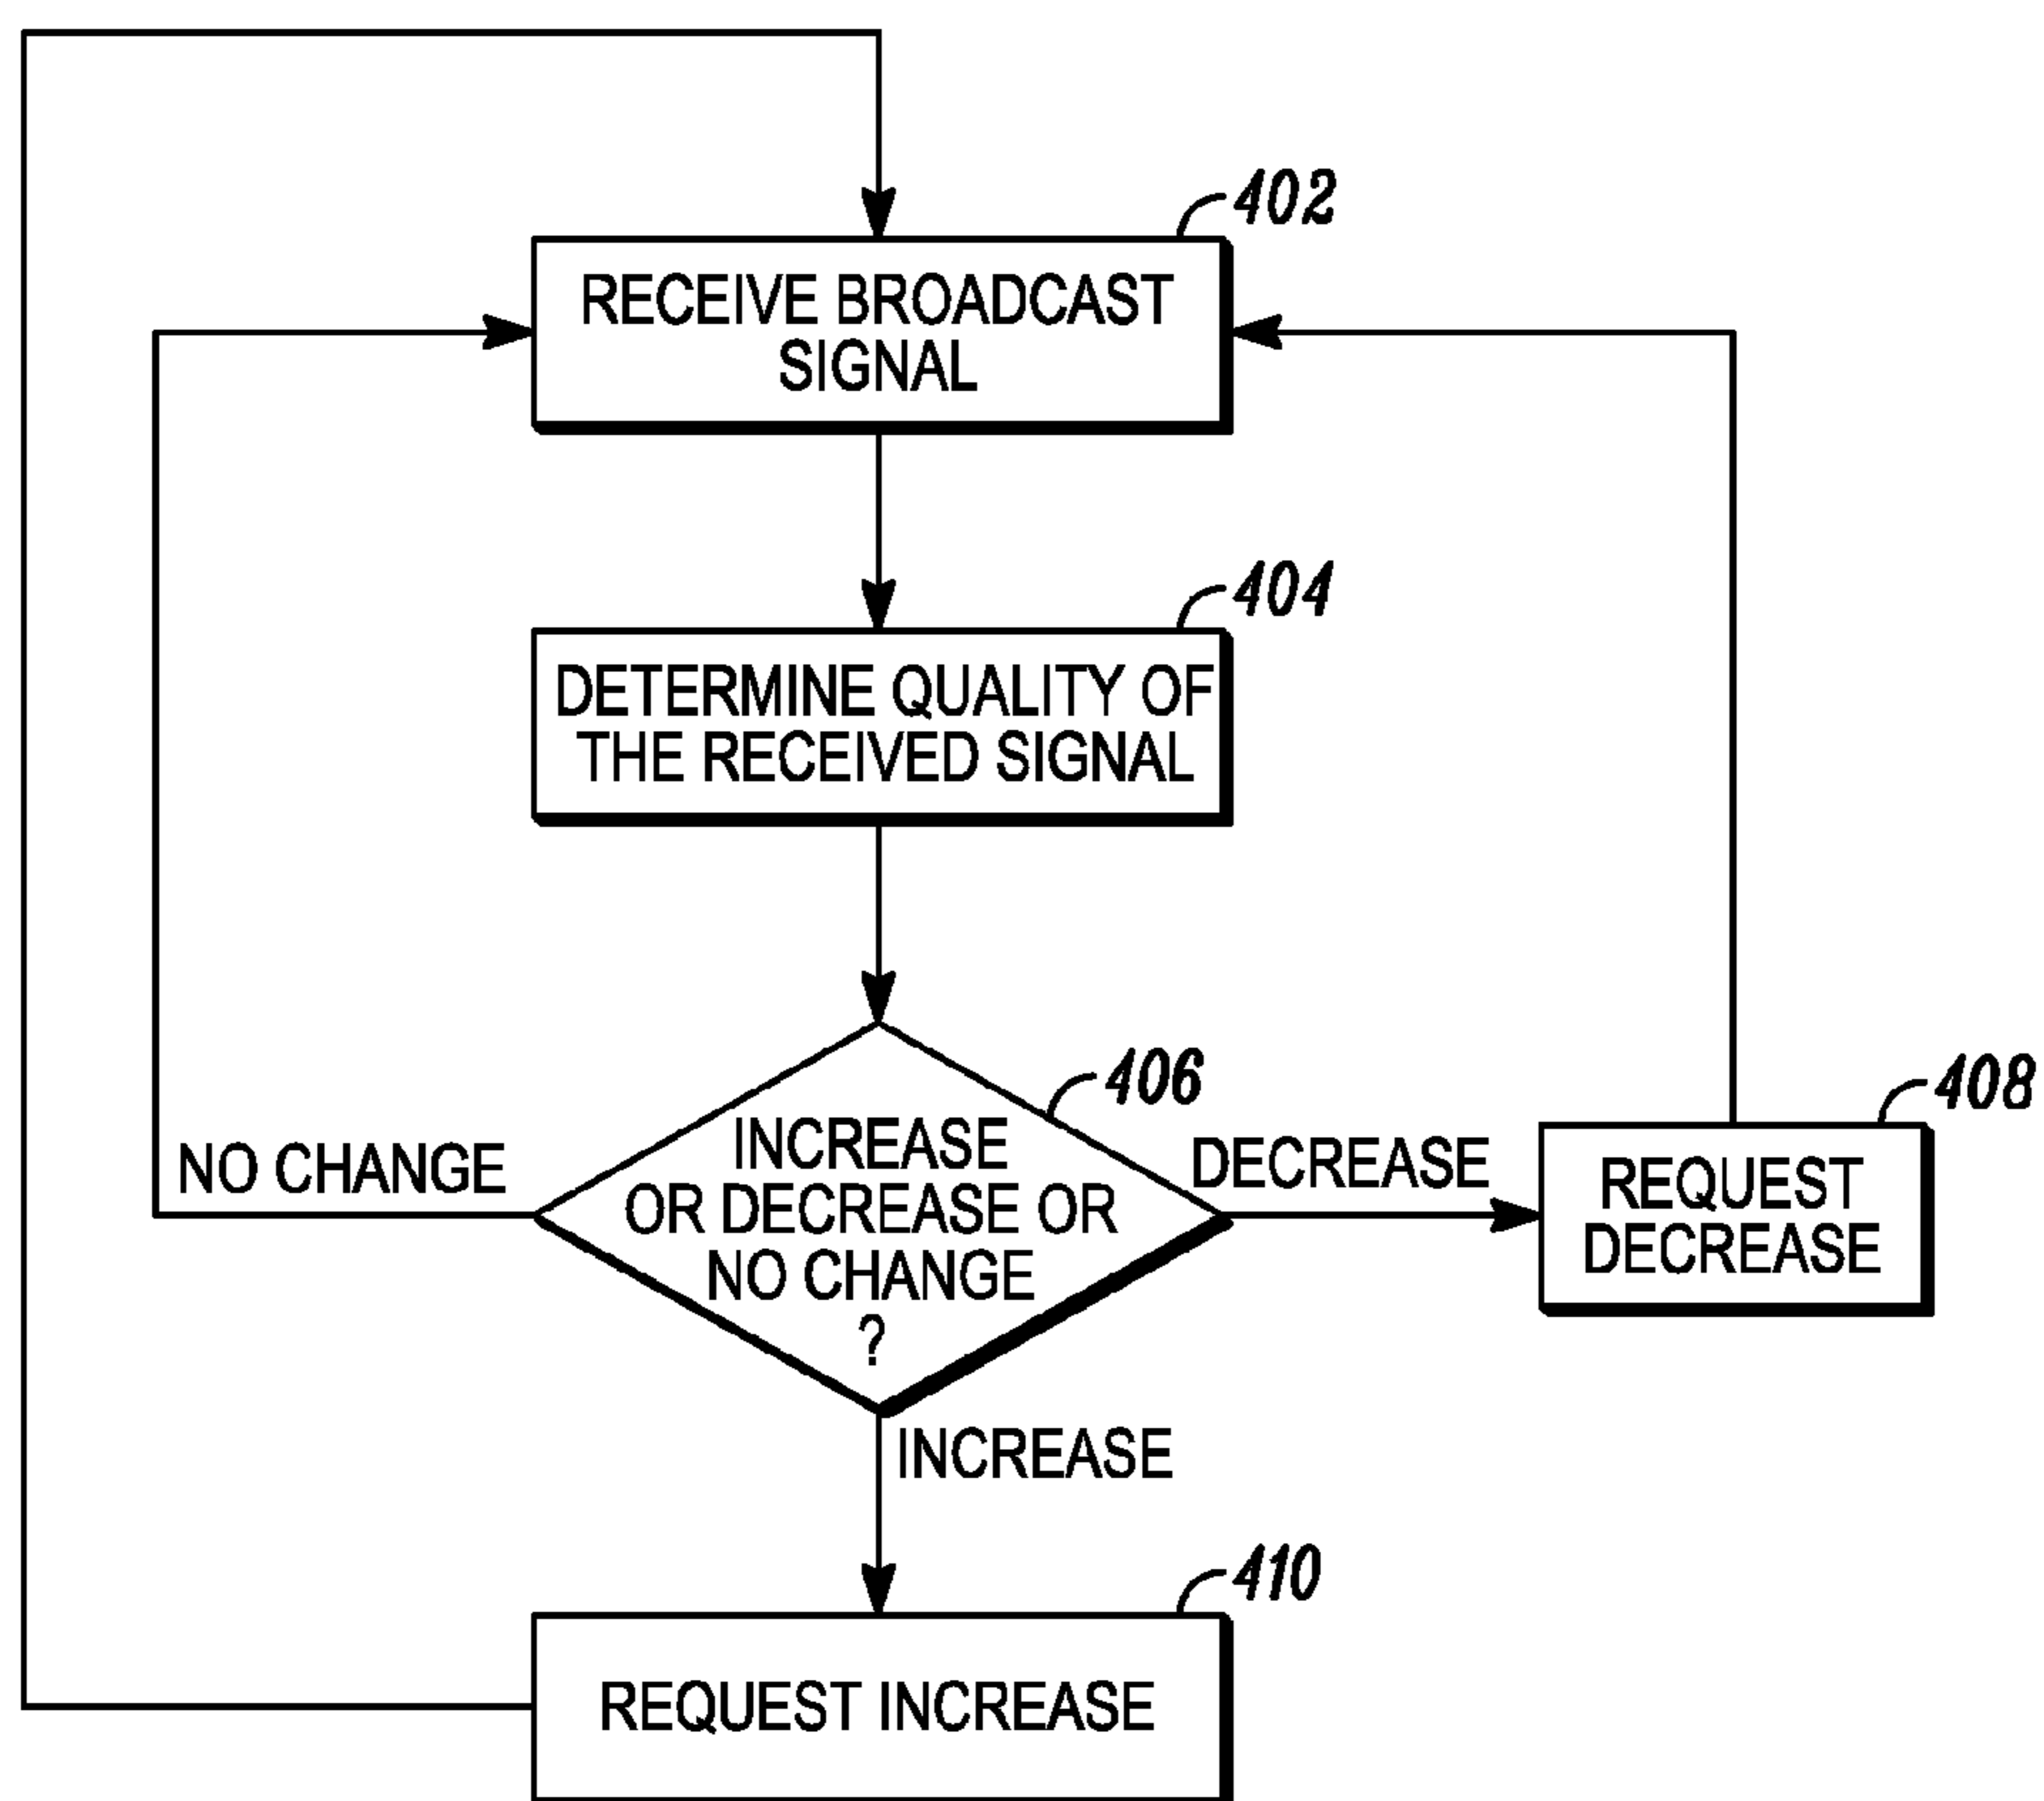 402
RECEIVE BROADCAST
SIGNAL
404
DETERMINE QUALITY OF
THE RECEIVED SIGNAL
406
INCREASE
OR DECREASE OR
NO CHANGE
?
NO CHANGE
DECREASE
408
REQUEST
DECREASE
INCREASE
410
REQUEST INCREASE